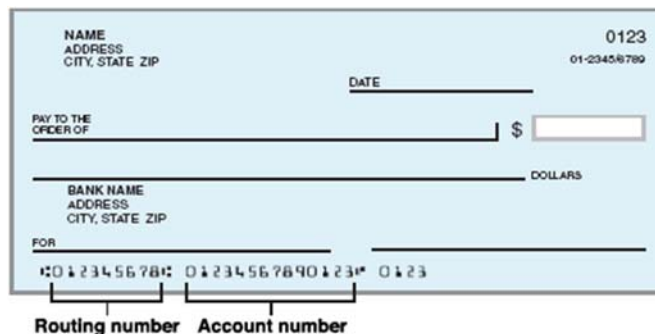 NAME
ADDRESS
CITY, STATE ZIP
0123
01-2345/6789
DATE
PAY TO THE
ORDER OF
$
DOLLARS
BANK NAME
ADDRESS
CITY, STATE ZIP
FOR
⑆012345678⑆ 01234567890123⑈ 0123
Routing number Account number